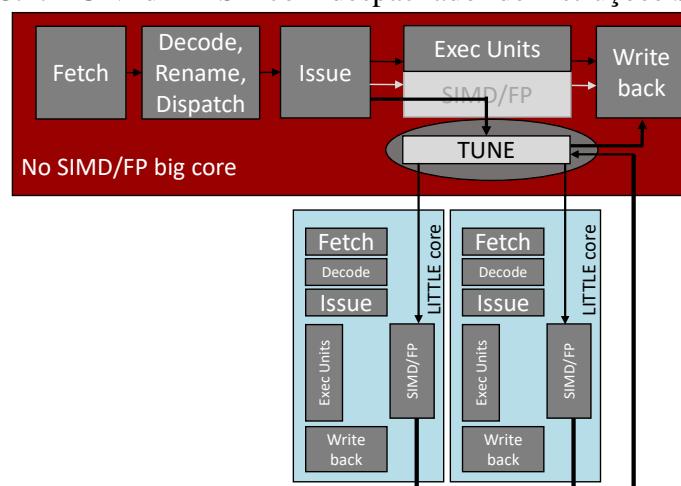 Fetch
Decode,
Rename,
Dispatch
Issue
Exec Units
SIMD/FP
Write
back
TUNE
No SIMD/FP big core
Fetch
Decode
Issue
LITTLE core
Exec Units
SIMD/FP
Write
back
Fetch
Decode
Issue
LITTLE core
Exec Units
SIMD/FP
Write
back